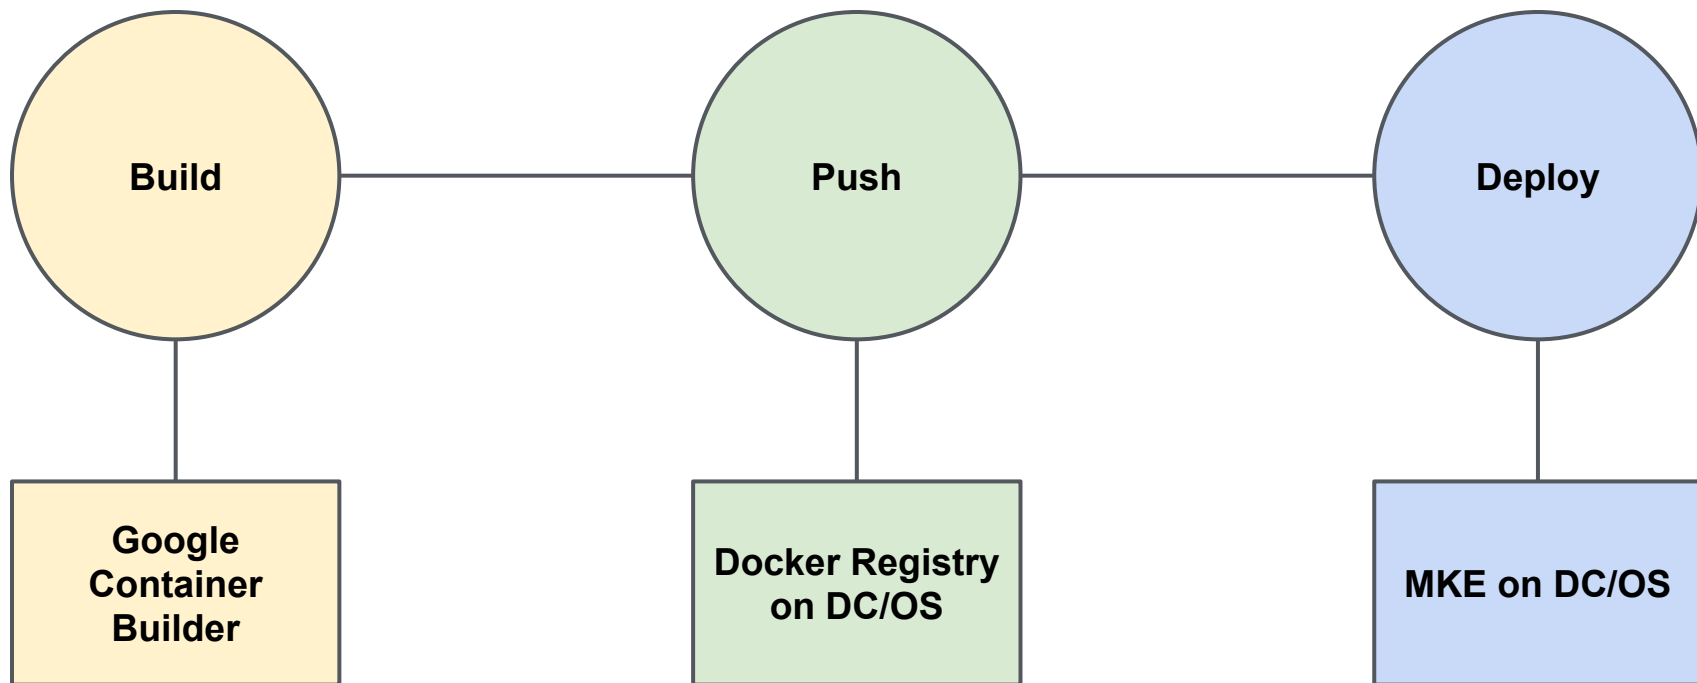 Build
Push
Deploy
Google
Container
Builder
Docker Registry
on DC/OS
MKE on DC/OS